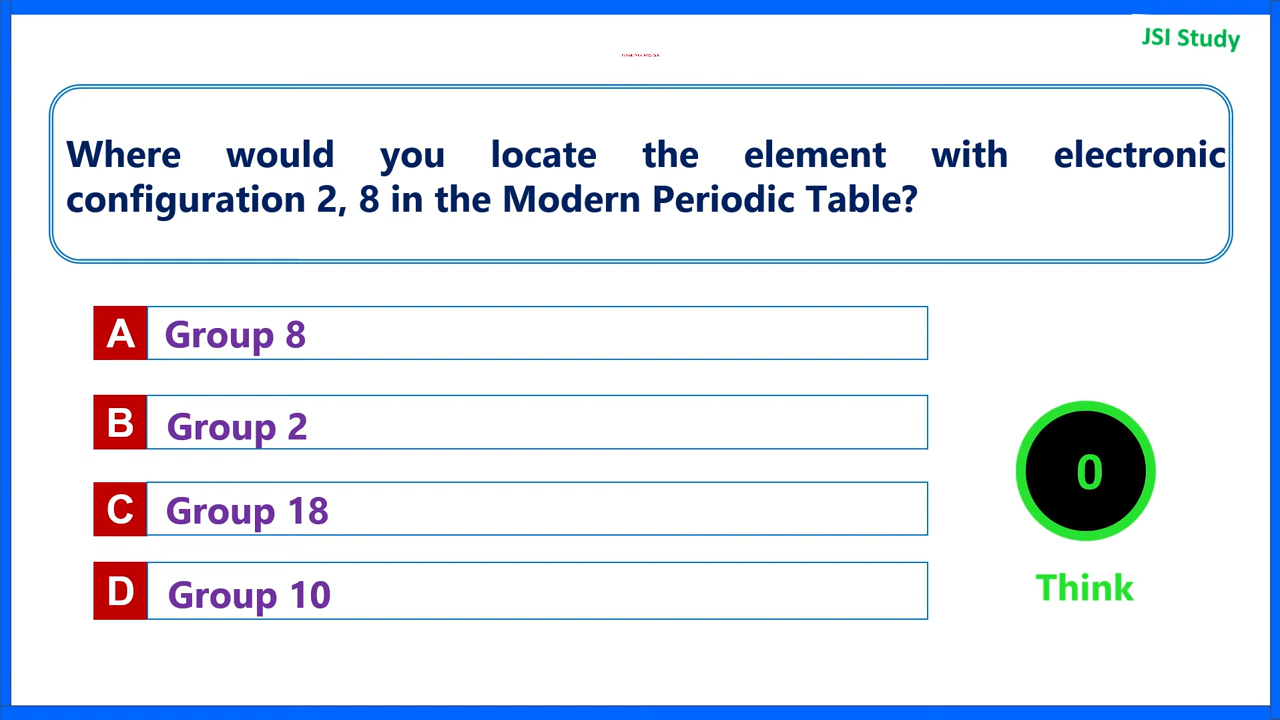 JSI Study
Where would you locate the element with electronic
configuration 2, 8 in the Modern Periodic Table?
A Group 8
B Group 2
C Group 18
D Group 10
0
Think